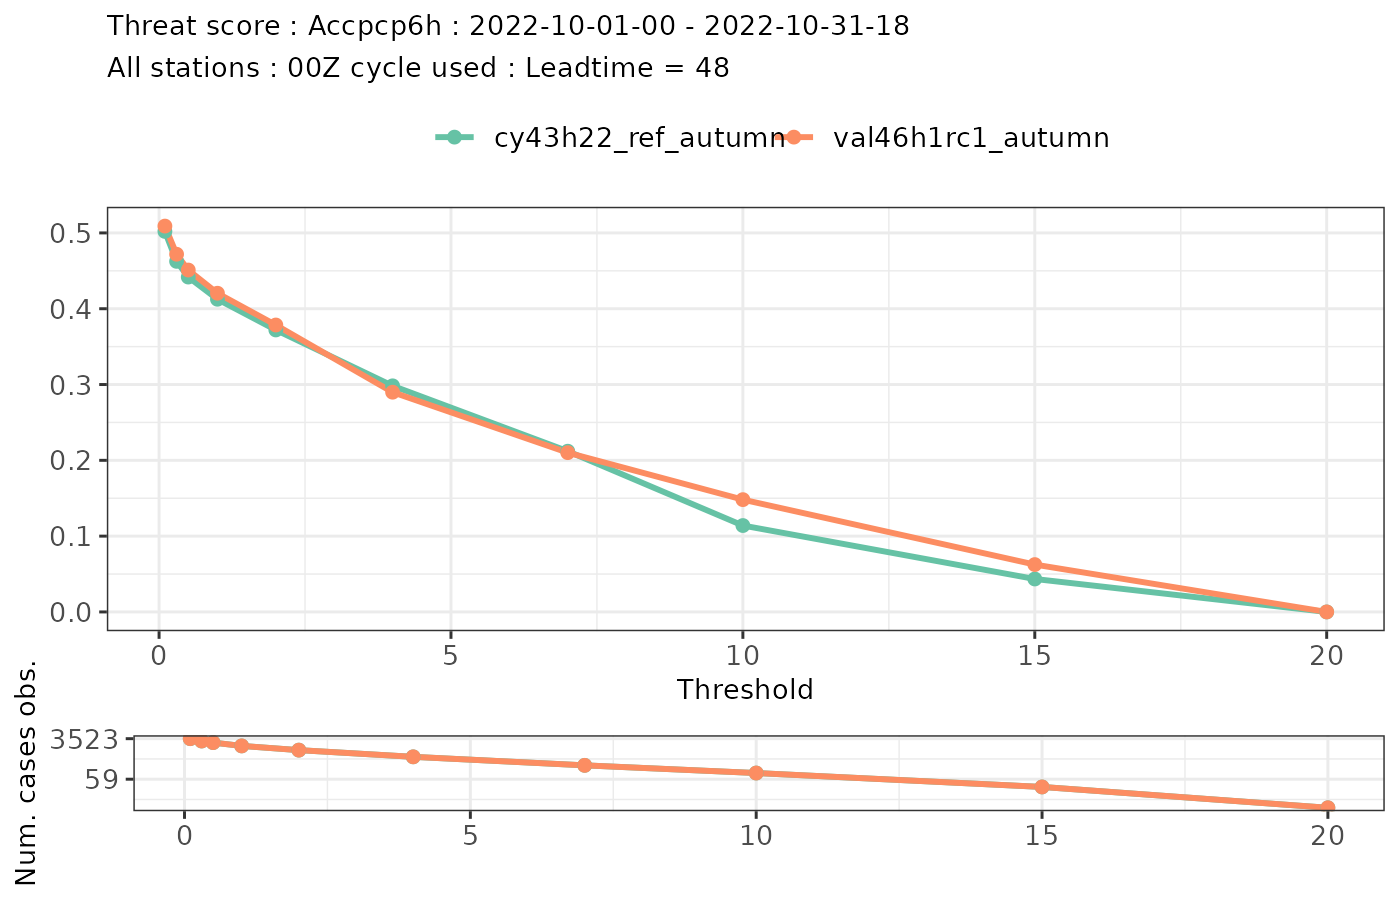 Threat score : Accpcp6h : 2022-10-01-00 - 2022-10-31-18
All stations : 00Z cycle used : Leadtime = 48
cy43h22_ref_autumn val46h1rc1_autumn
0.5
0.4
0.3
0.2
0.1
0.0
0 5 10 15 20
Threshold
Num. cases obs.
3523
59
0 5 10 15 20